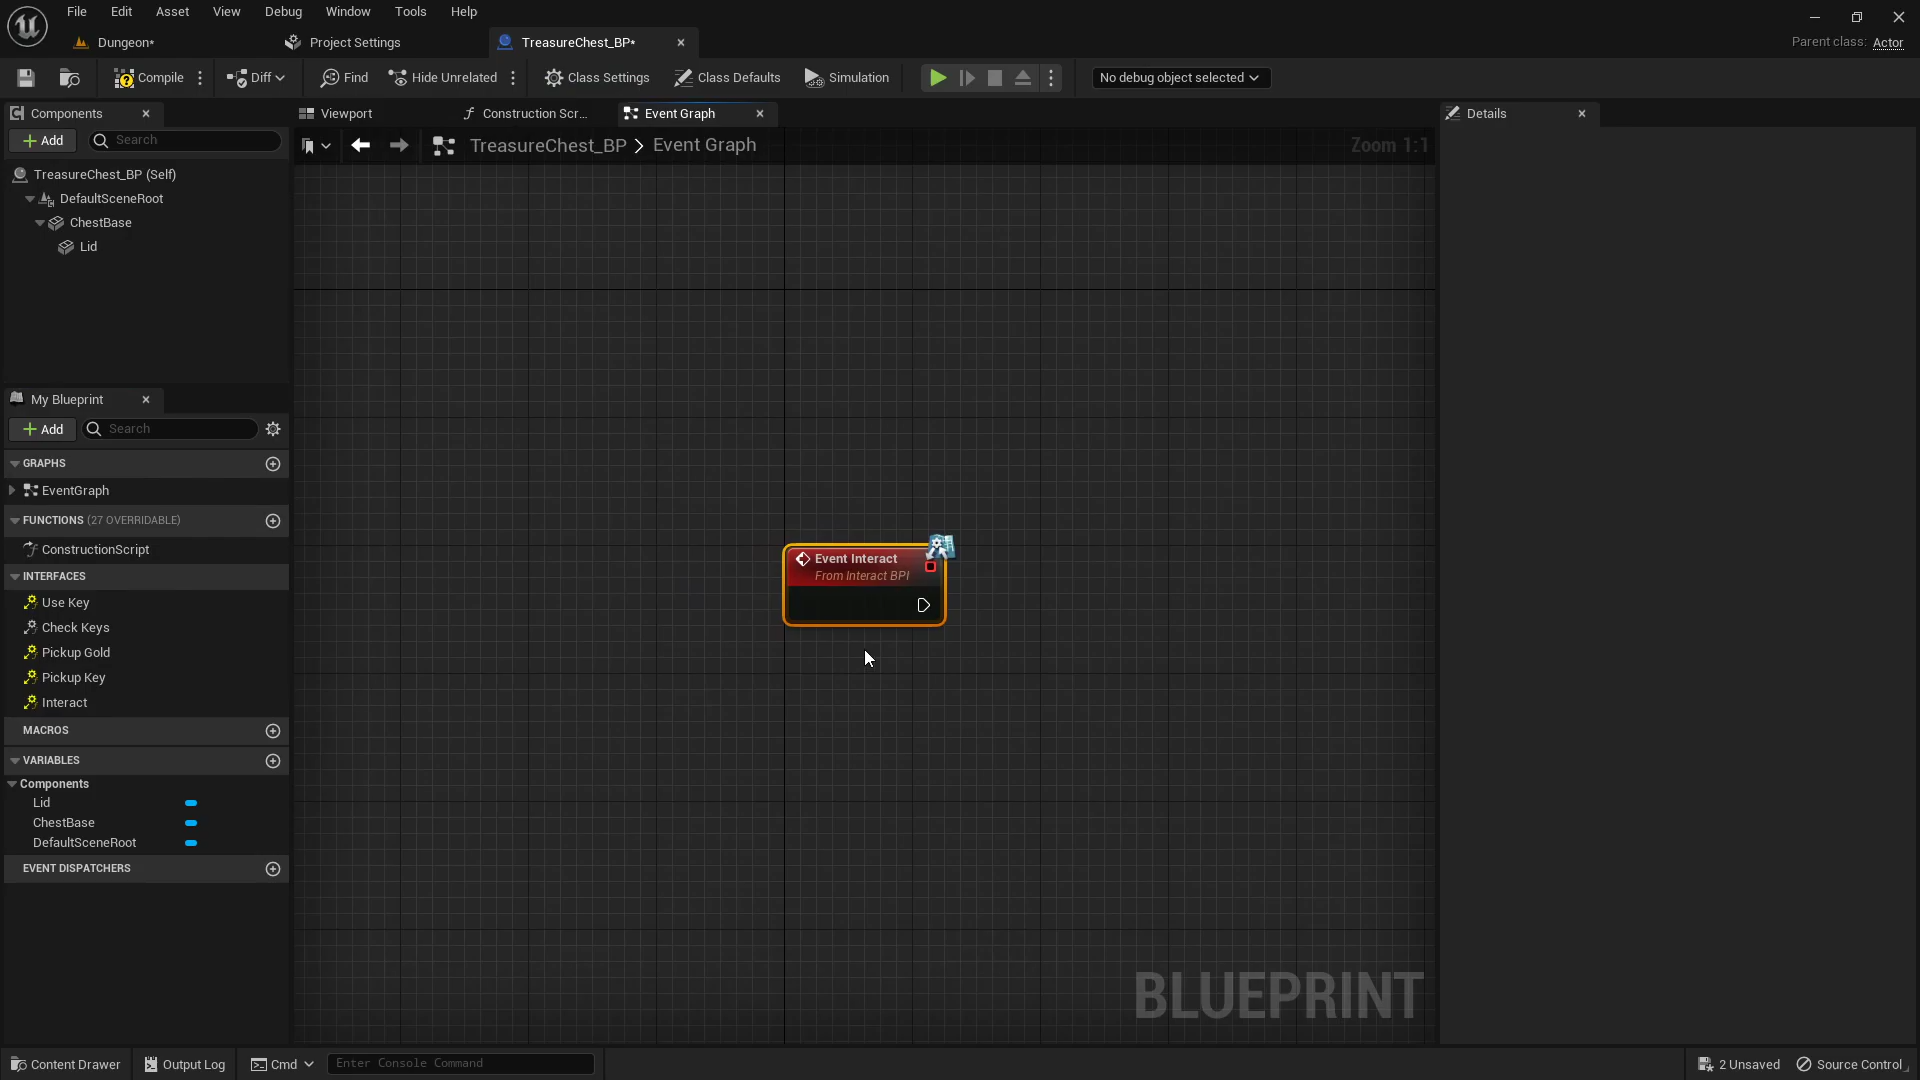 File Edit Asset View Debug Window Tools Help
Dungeon* Project Settings TreasureChest_BP* Parent class: Actor
Compile Diff Find Hide Unrelated Class Settings Class Defaults Simulation No debug object selected
Components Viewport Construction Scr... Event Graph Details
Add Search TreasureChest_BP > Event Graph Zoom 1:1
TreasureChest_BP (Self)
DefaultSceneRoot
ChestBase
Lid
My Blueprint
Add Search
GRAPHS
EventGraph
FUNCTIONS (27 OVERRIDABLE)
ConstructionScript
INTERFACES
Use Key
Check Keys
Pickup Gold
Pickup Key
Interact
MACROS
VARIABLES
Components
Lid
ChestBase
DefaultSceneRoot
EVENT DISPATCHERS
Event Interact
From Interact BPI
BLUEPRINT
Content Drawer Output Log Cmd Enter Console Command 2 Unsaved Source Control